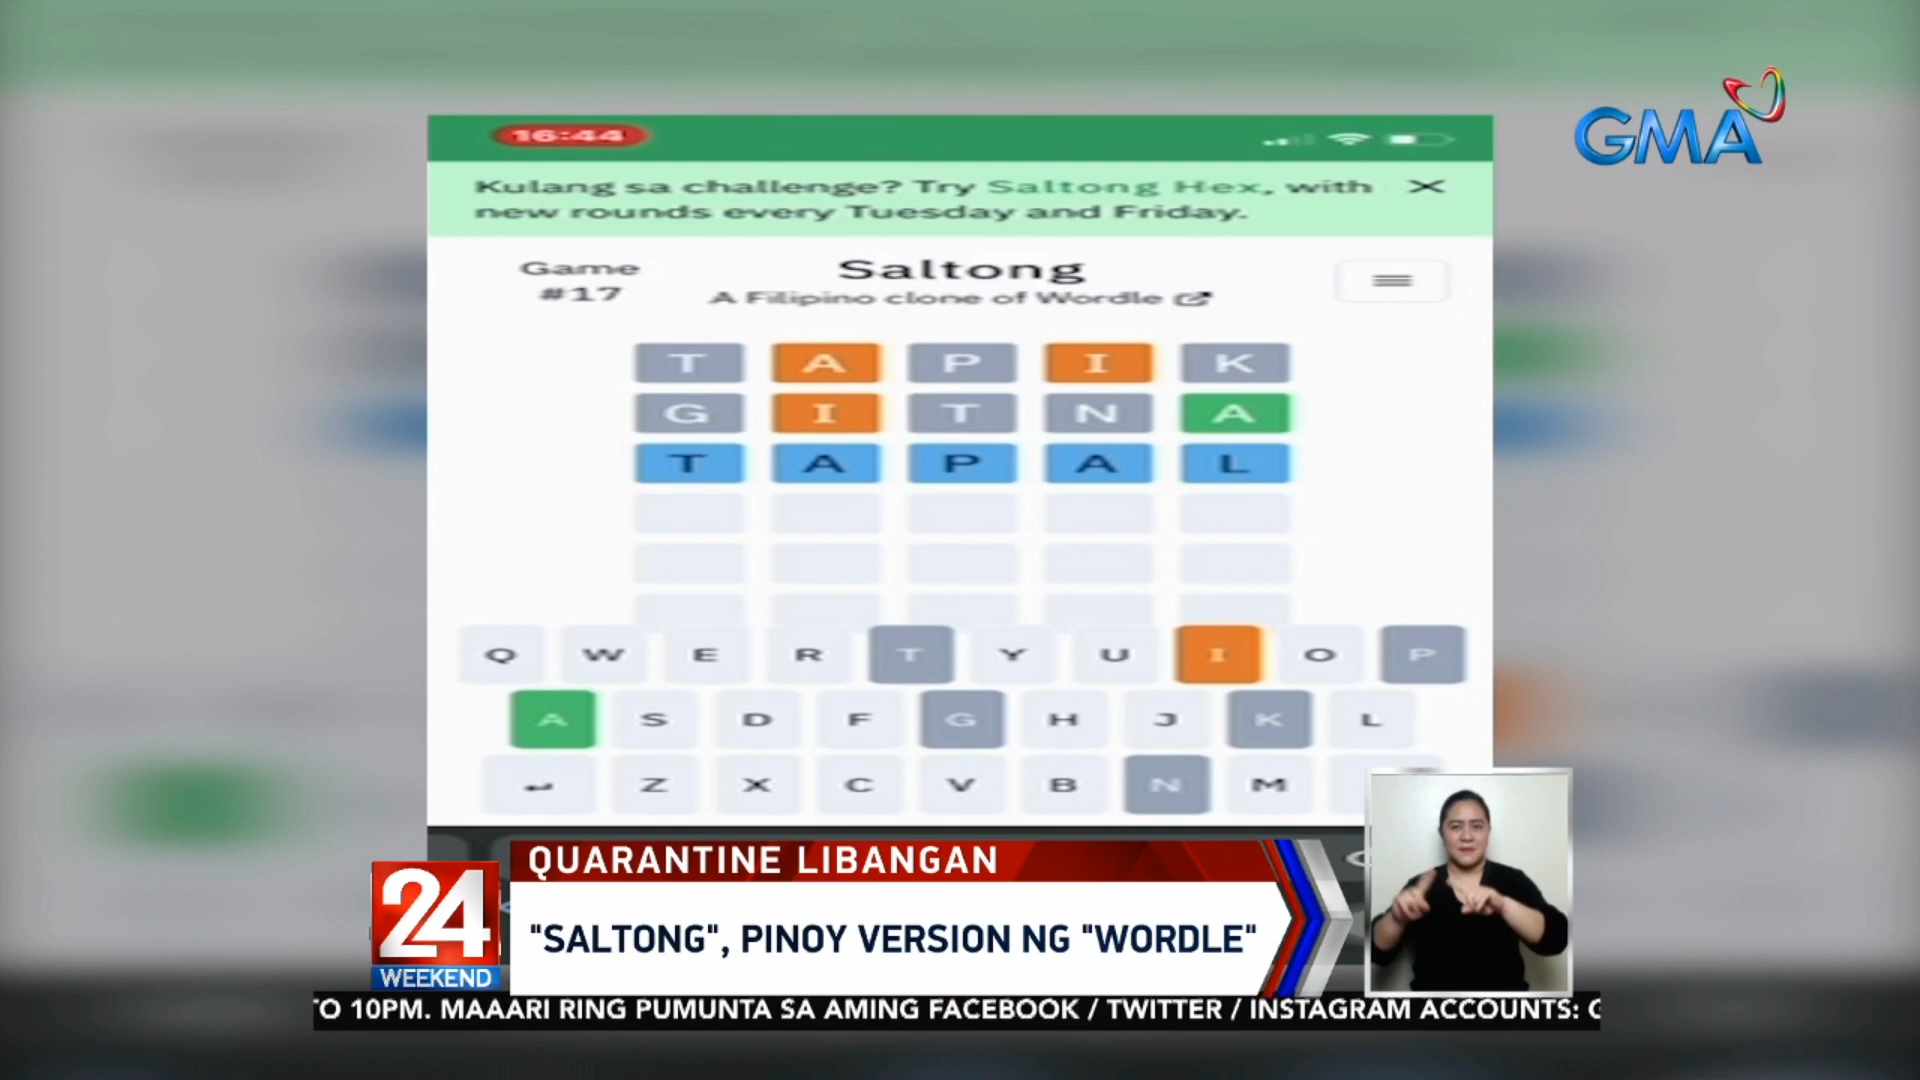 GMA
16:44
Kulang sa challenge? Try Saltong Hex, with
new rounds every Tuesday and Friday.
Game
#17
Saltong
A Filipino clone of Wordle
T A P I K
G I T N A
T A P A L
Q W E R T Y U I O P
A S D F G H J K L
Z X C V B N M
24
WEEKEND
QUARANTINE LIBANGAN
"SALTONG", PINOY VERSION NG "WORDLE"
TO 10PM. MAAARI RING PUMUNTA SA AMING FACEBOOK / TWITTER / INSTAGRAM ACCOUNTS: G